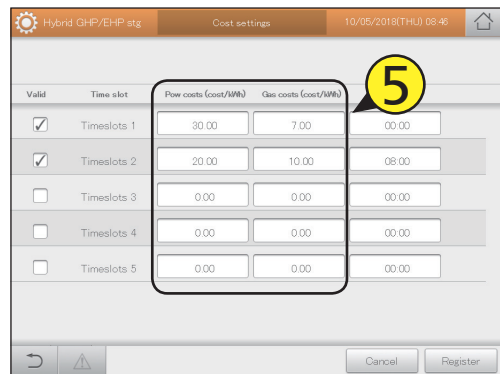 Hybrid GHP/EHP stg Cost settings 10/05/2018(THU) 08:46
5
Valid Time slot Pow costs (cost/kWh) Gas costs (cost/kWh)
Timeslots 1 30.00 7.00 00:00
Timeslots 2 20.00 10.00 08:00
Timeslots 3 0.00 0.00 00:00
Timeslots 4 0.00 0.00 00:00
Timeslots 5 0.00 0.00 00:00
Cancel Register